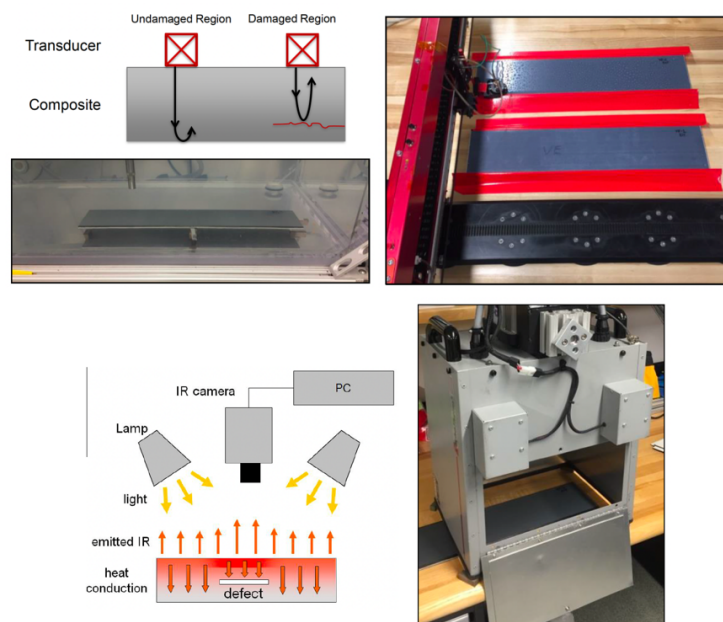 Undamaged Region
Damaged Region
Transducer
Composite
IR camera
PC
Lamp
light
emitted IR
heat
conduction
defect